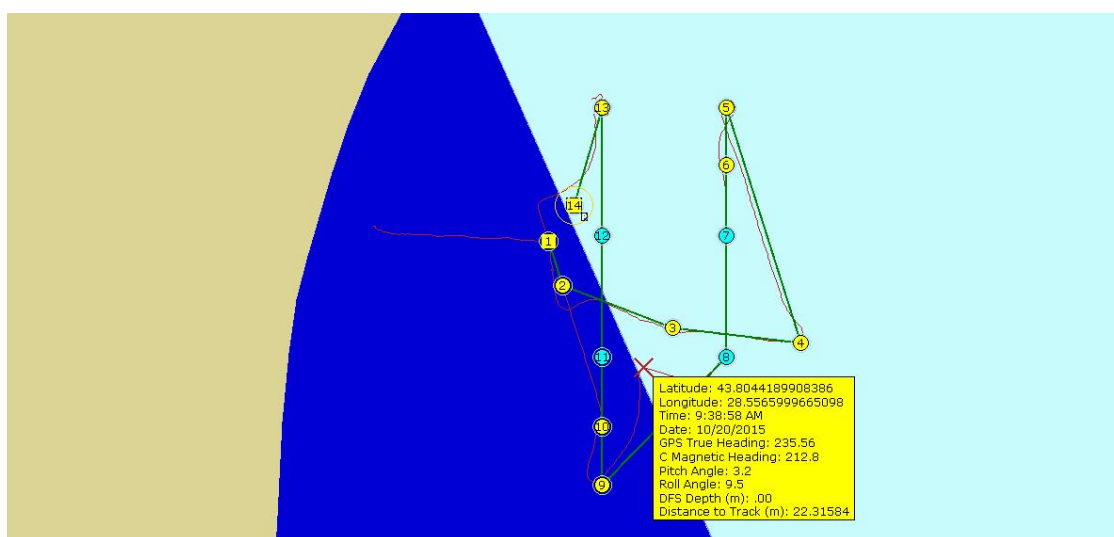 13
5
6
14
12
7
1
2
3
4
11
8
Latitude: 43.8044189908386
Longitude: 28.5565999665098
Time: 9:38:58 AM
Date: 10/20/2015
GPS True Heading: 235.56
C Magnetic Heading: 212.8
Pitch Angle: 3.2
Roll Angle: 9.5
DFS Depth (m): .00
Distance to Track (m): 22.31584
10
9